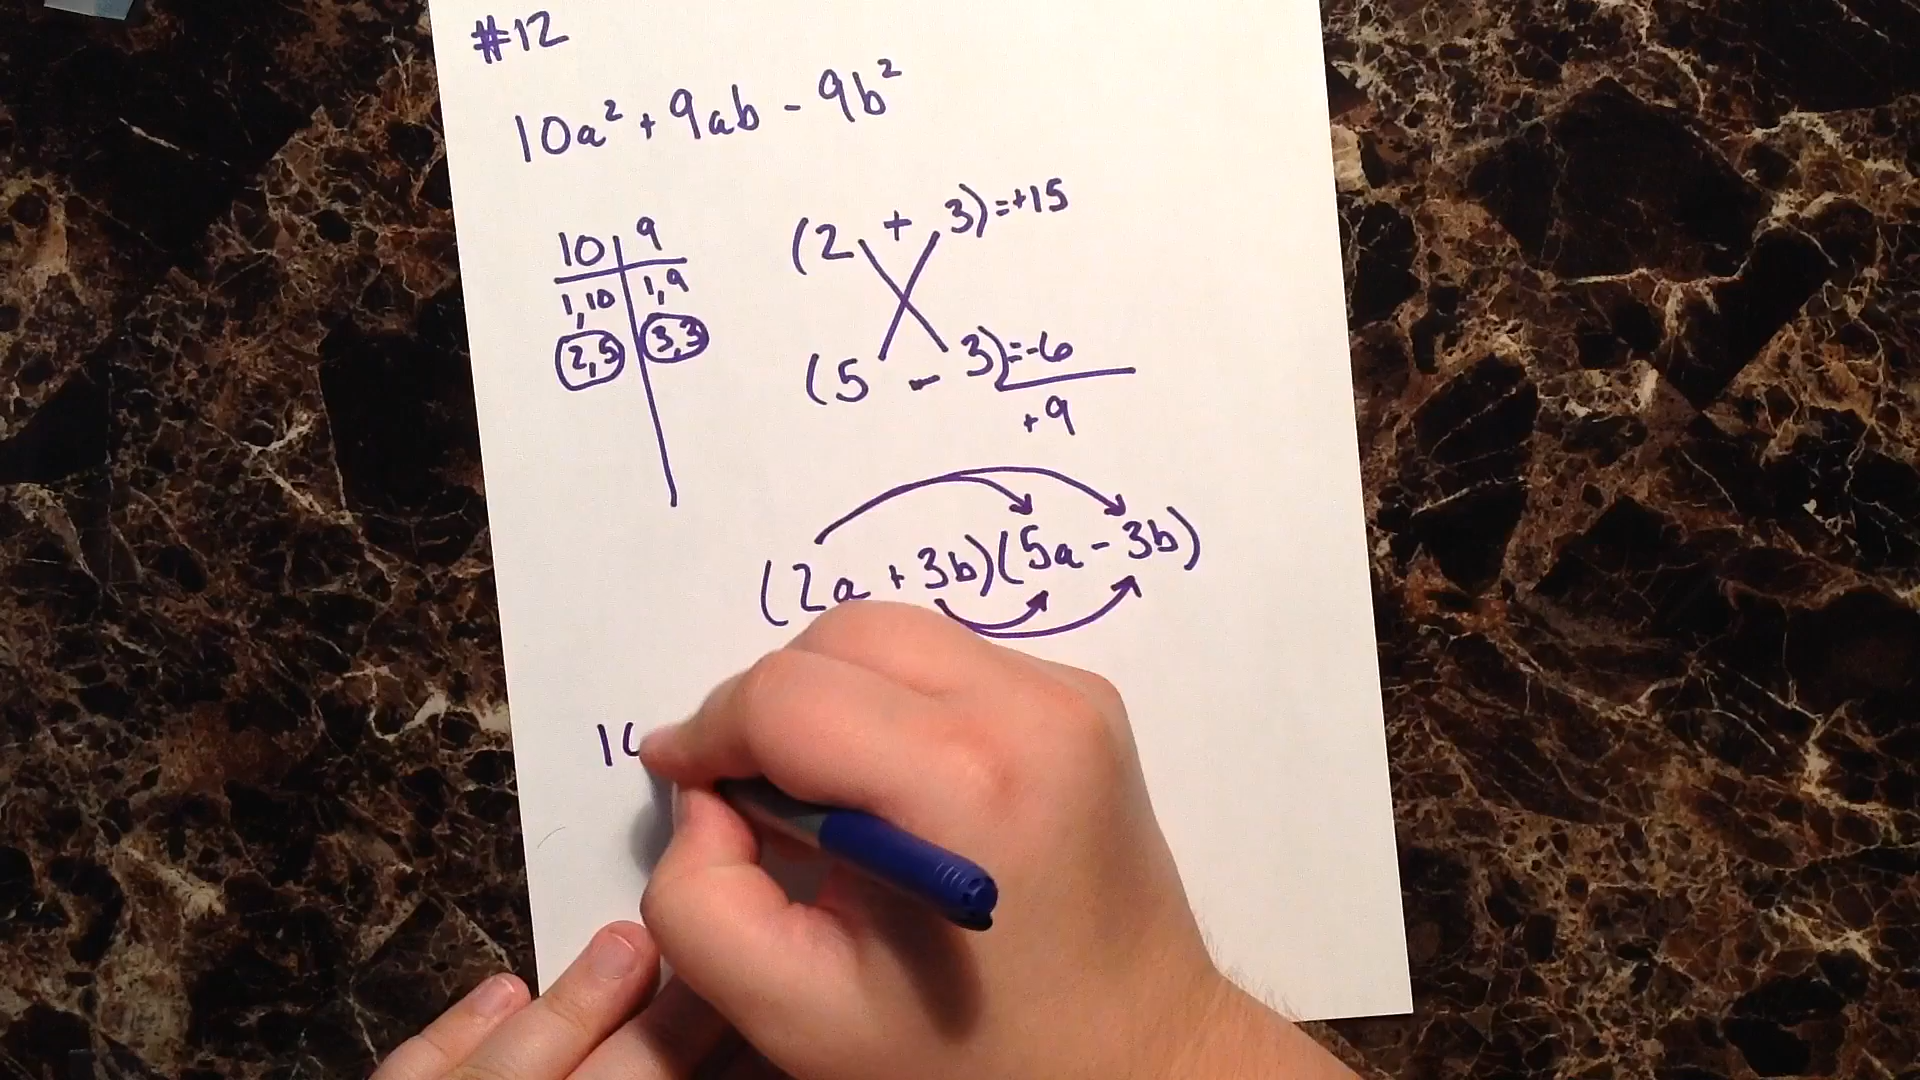 #12
10a² + 9ab - 9b²
10 | 9
1,10 | 1,9
2,5 | 3,3
(2 + 3) = +15
(5 - 3) = -6
+9
(2a + 3b)(5a - 3b)
10